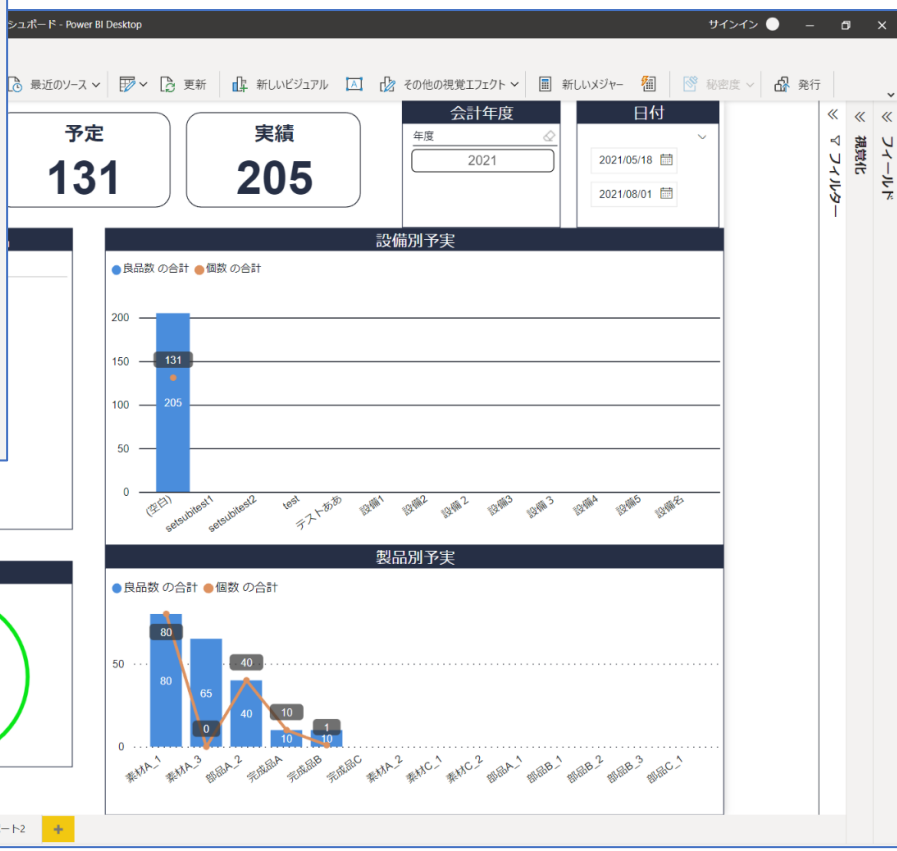 シュボード - Power BI Desktop
サインイン
最近のソース
更新
新しいビジュアル
その他の視覚エフェクト
新しいメジャー
秘密度
発行
予定
131
実績
205
会計年度
年度
2021
日付
2021/05/18
2021/08/01
フィルター
視覚化
フィールド
設備別予実
良品数 の合計 個数 の合計
200
150
100
50
0
131
205
(空白) setsubitest1 setsubitest2 test テストああ 設備1 設備2 設備２ 設備3 設備３ 設備4 設備5 設備名
製品別予実
良品数 の合計 個数 の合計
50
0
80
80
65
0
40
40
10
10
1
10
素材A_1 素材A_3 部品A_2 完成品A 完成品B 完成品C 素材A_2 素材C_1 素材C_2 部品A_1 部品B_1 部品B_2 部品B_3 部品C_1
ート2